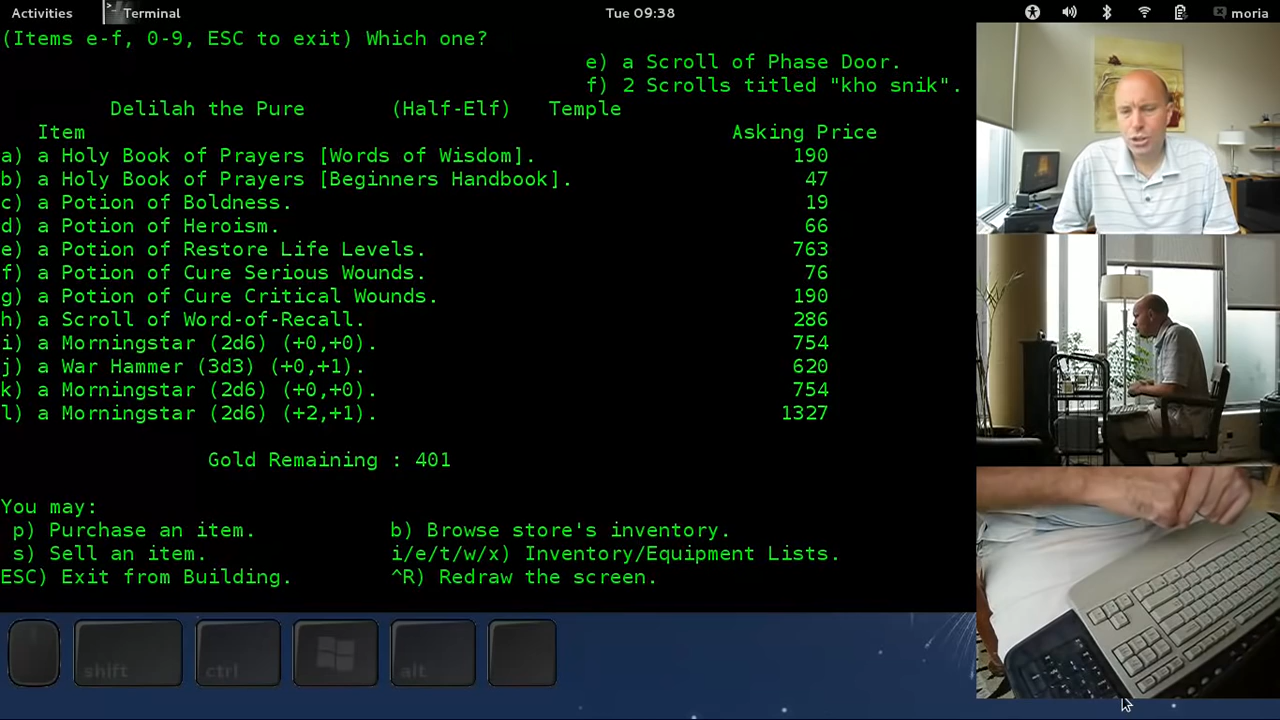 Activities Terminal Tue 09:38 moria
(Items e-f, 0-9, ESC to exit) Which one?
e) a Scroll of Phase Door.
f) 2 Scrolls titled "kho snik".
Delilah the Pure (Half-Elf) Temple
Item Asking Price
a) a Holy Book of Prayers [Words of Wisdom]. 190
b) a Holy Book of Prayers [Beginners Handbook]. 47
c) a Potion of Boldness. 19
d) a Potion of Heroism. 66
e) a Potion of Restore Life Levels. 763
f) a Potion of Cure Serious Wounds. 76
g) a Potion of Cure Critical Wounds. 190
h) a Scroll of Word-of-Recall. 286
i) a Morningstar (2d6) (+0,+0). 754
j) a War Hammer (3d3) (+0,+1). 620
k) a Morningstar (2d6) (+0,+0). 754
l) a Morningstar (2d6) (+2,+1). 1327
Gold Remaining : 401
You may:
p) Purchase an item. b) Browse store's inventory.
s) Sell an item. i/e/t/w/x) Inventory/Equipment Lists.
ESC) Exit from Building. ^R) Redraw the screen.
shift ctrl alt